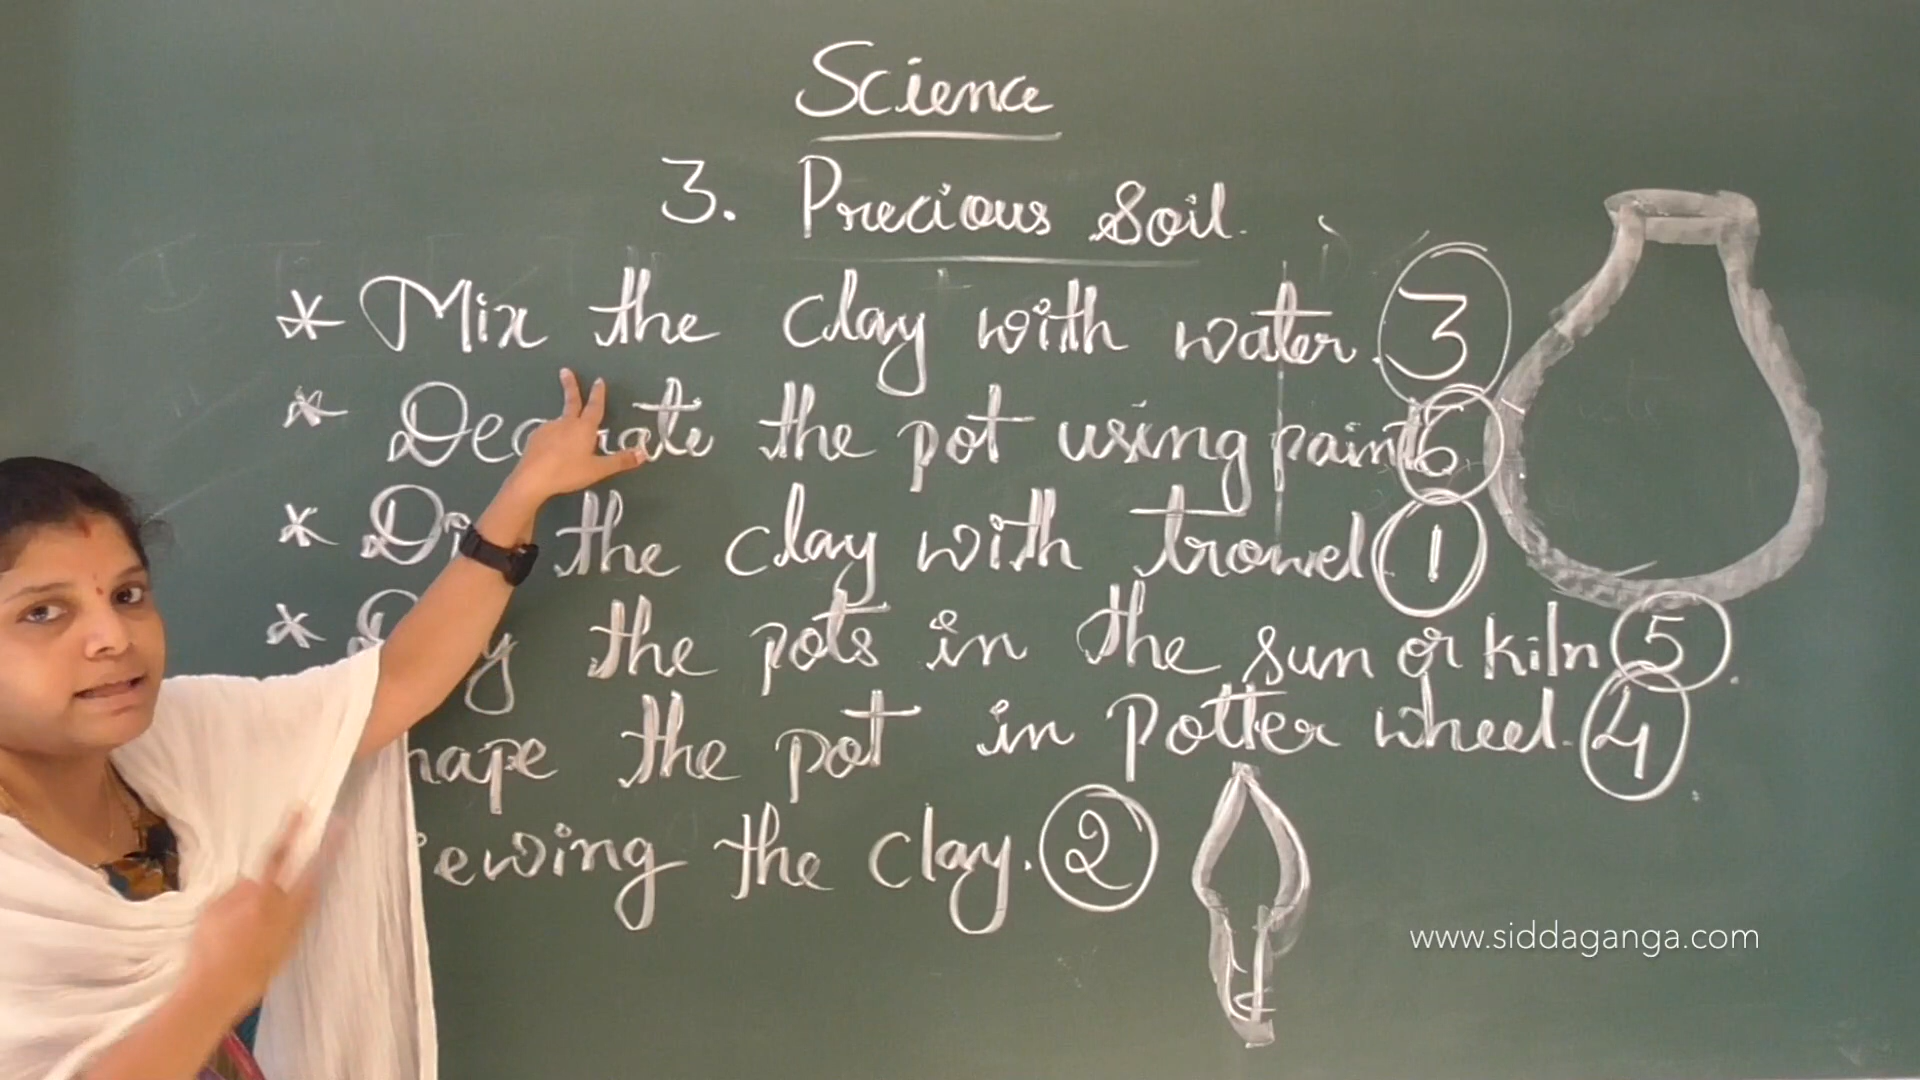 Science
3. Precious Soil.
* Mix the clay with water. 3
* the pot using paint 6
* the clay with trowel 1
* the pots in the sun or kiln 5.
the pot in Potter wheel. 4
the clay. 2
www.siddaganga.com